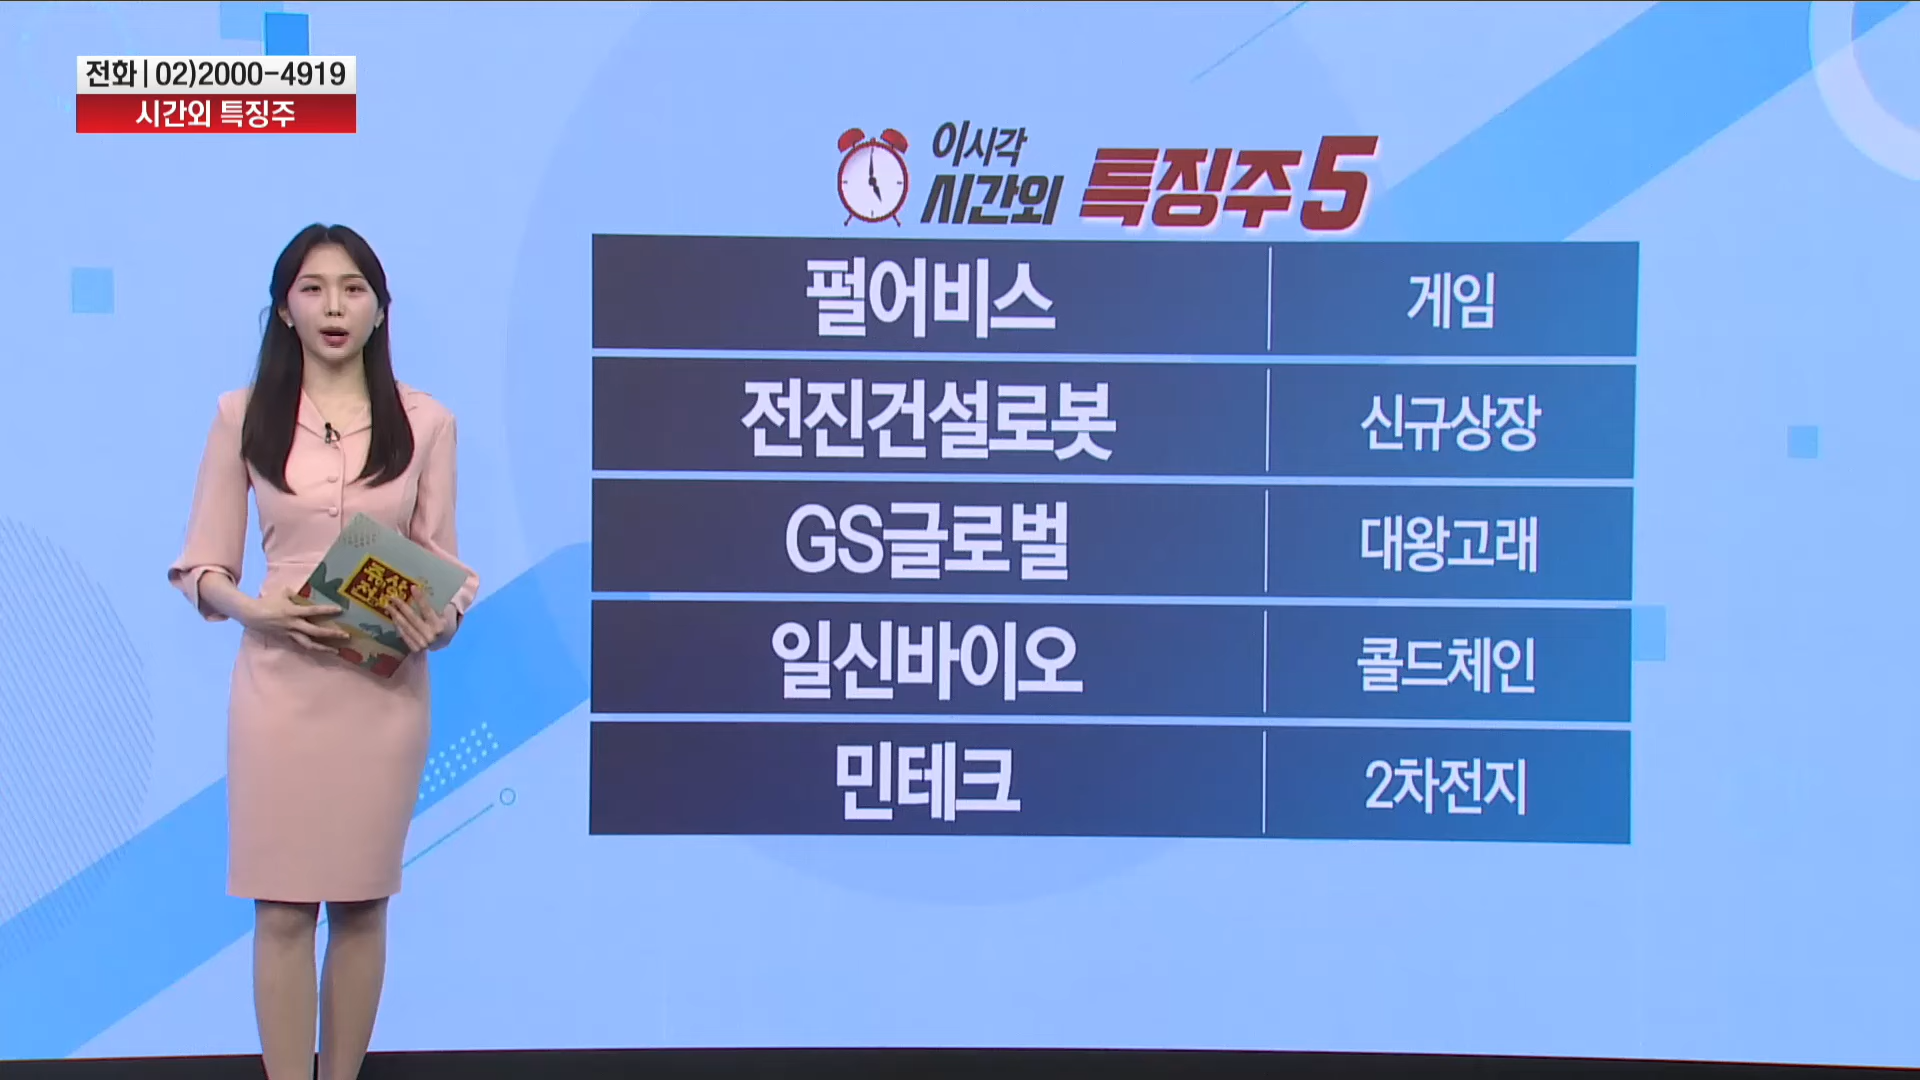 전화 | 02)2000-4919
시간외 특징주
이시각
시간외 특징주 5
펄어비스 게임
전진건설로봇 신규상장
GS글로벌 대왕고래
일신바이오 콜드체인
민테크 2차전지